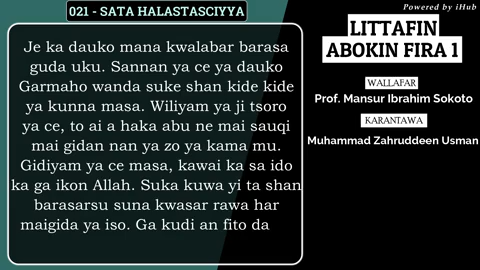 021 - SATA HALASTASCIYYA
Je ka dauko mana kwalabar barasa
guda uku. Sannan ya ce ya dauko
Garmaho wanda suke shan kide kide
ya kunna masa. Wiliyam ya ji tsoro
ya ce, to ai a haka abu ne mai sauqi
mai gidan nan ya zo ya kama mu.
Gidiyam ya ce masa, kawai ka sa ido
ka ga ikon Allah. Suka kuwa yi ta shan
barasarsu suna kwasar rawa har
maigida ya iso. Ga kudi an fito da
Powered by iHub
LITTAFIN
ABOKIN FIRA 1
WALLAFAR
Prof. Mansur Ibrahim Sokoto
KARANTAWA
Muhammad Zahruddeen Usman